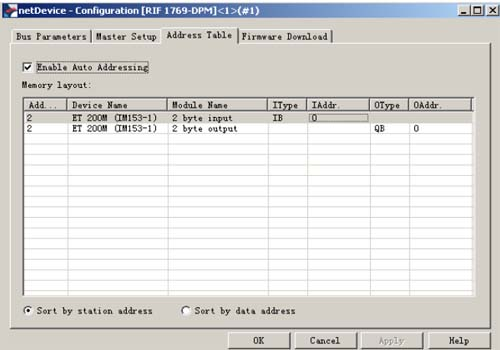 netDevice - Configuration [RIF 1769-DPM]<1>(#1)
Bus Parameters Master Setup Address Table Firmware Download
Enable Auto Addressing
Memory layout:
Add... Device Name Module Name IType IAddr. OType OAddr.
2 ET 200M (IM153-1) 2 byte input IB 0
2 ET 200M (IM153-1) 2 byte output QB 0
Sort by station address Sort by data address
OK Cancel Apply Help